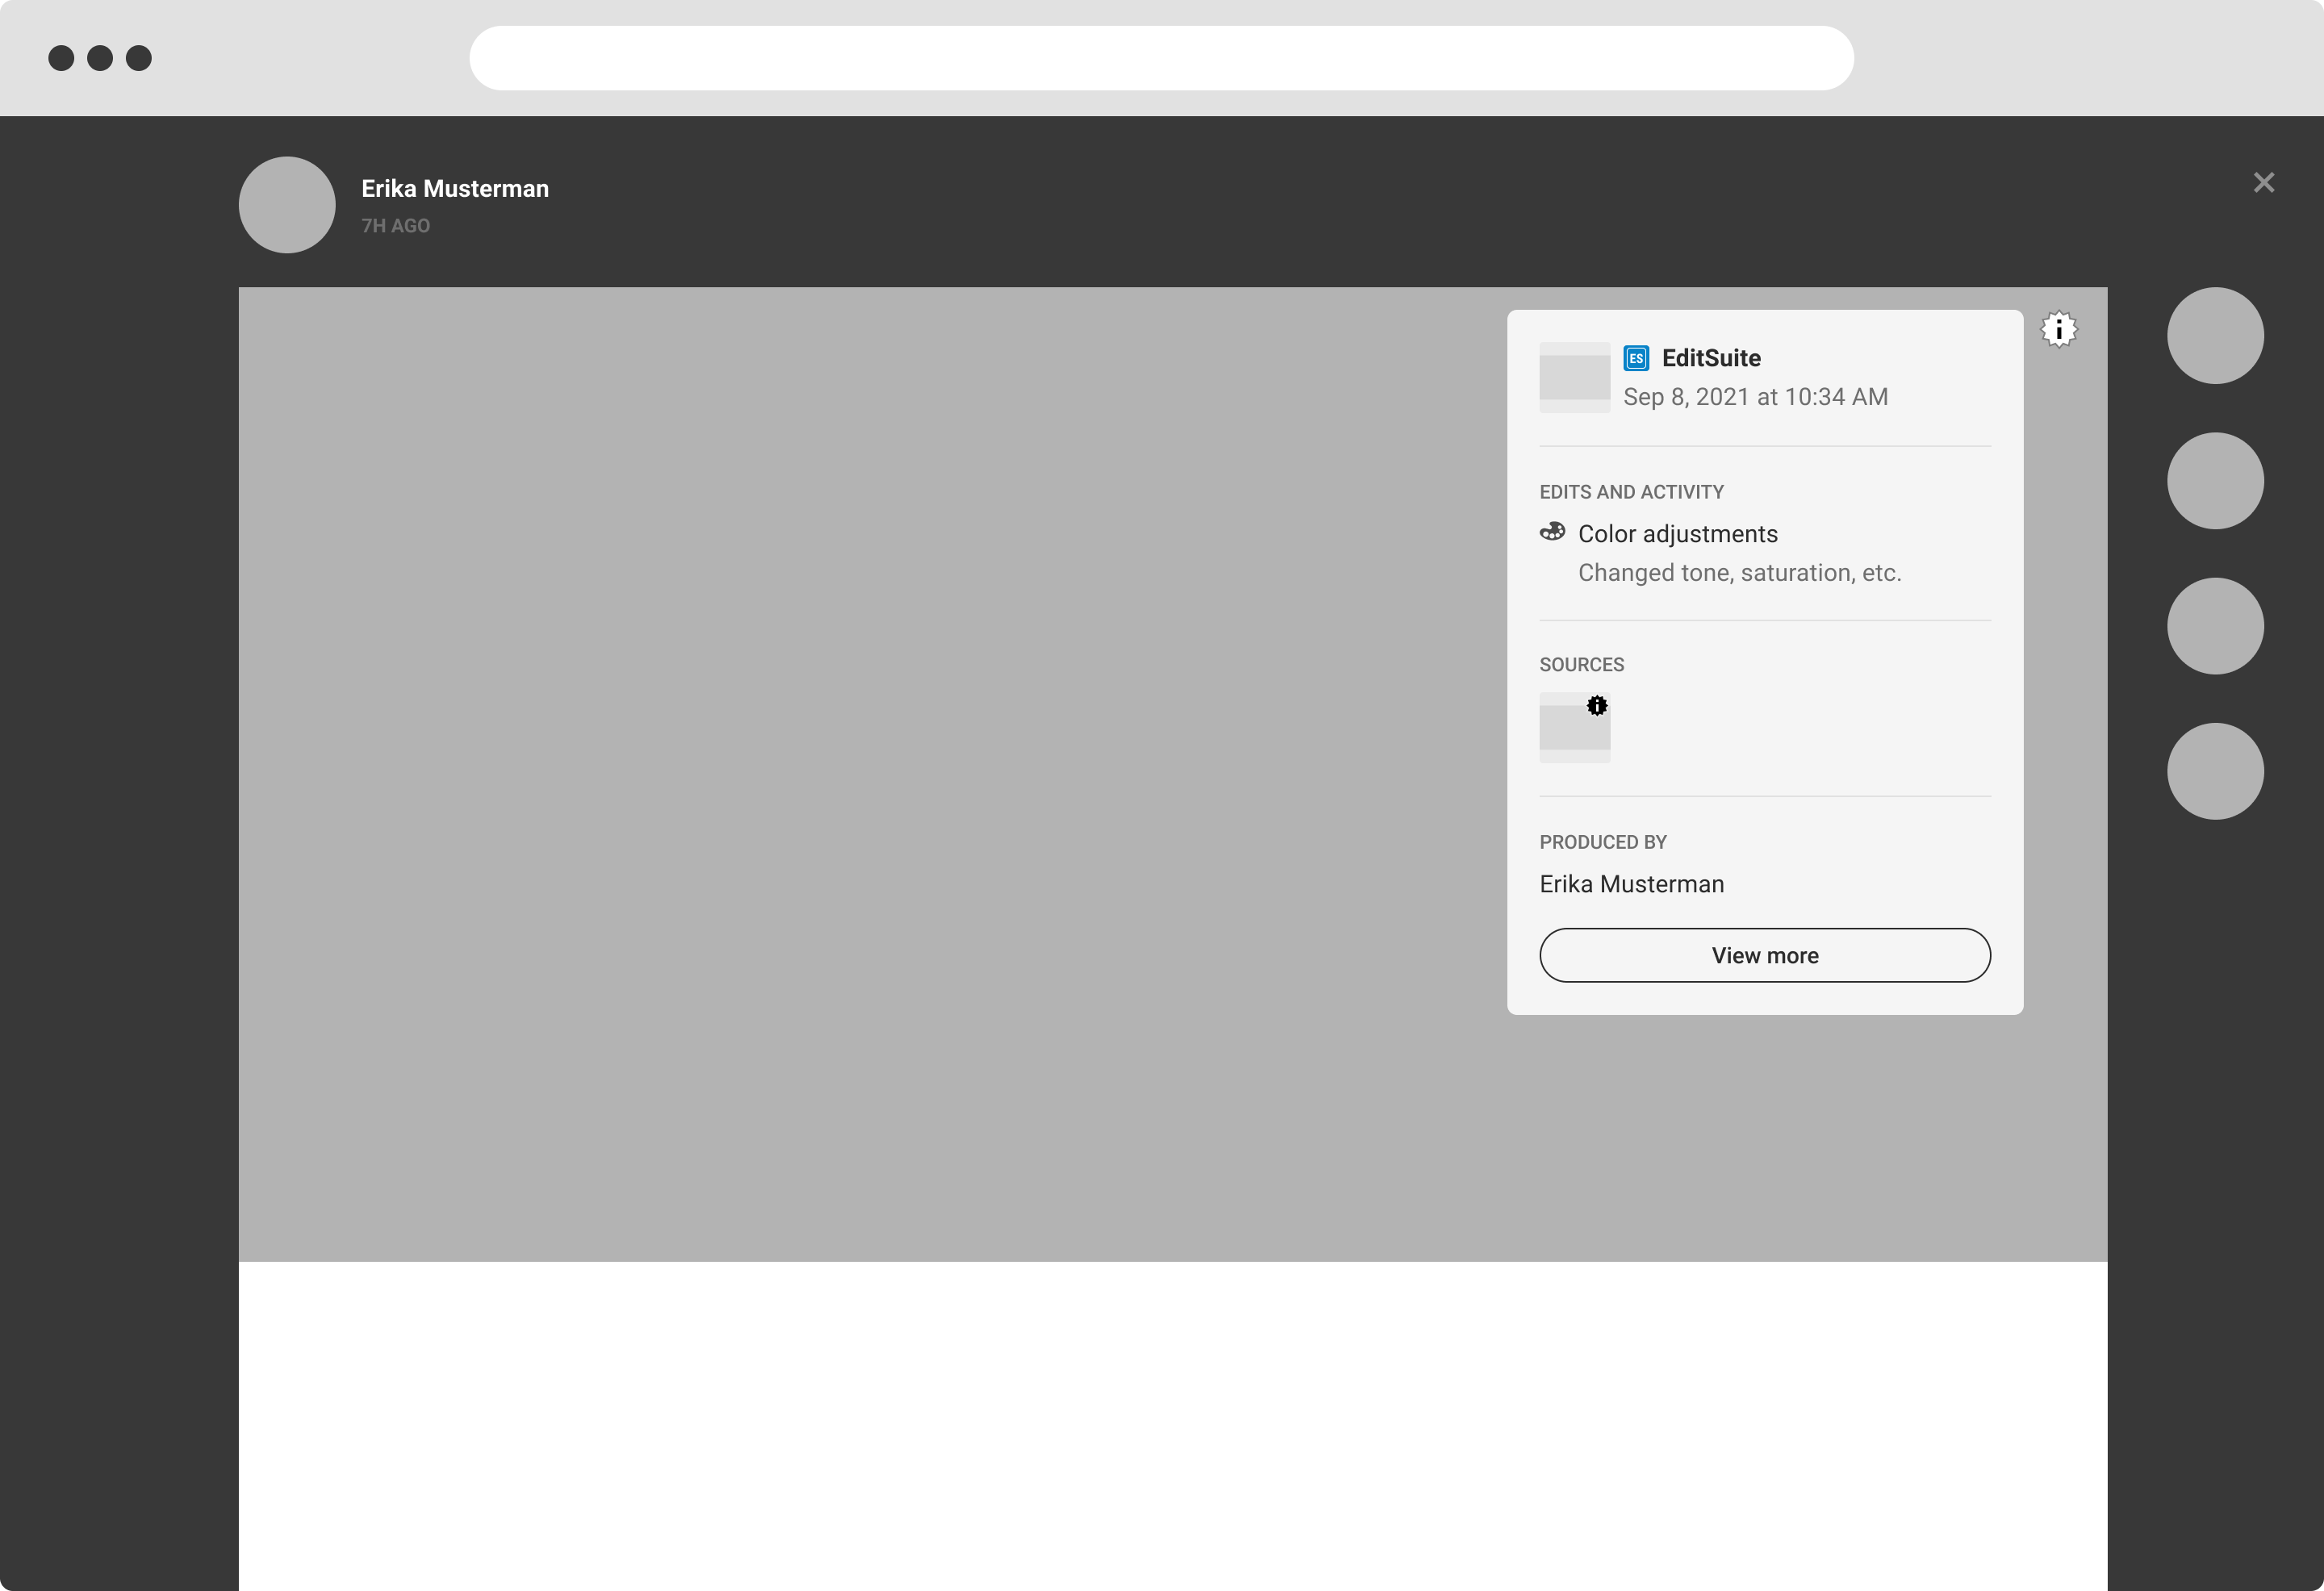 Erika Musterman
7H AGO
ES EditSuite
Sep 8, 2021 at 10:34 AM
EDITS AND ACTIVITY
Color adjustments
Changed tone, saturation, etc.
SOURCES
PRODUCED BY
Erika Musterman
View more